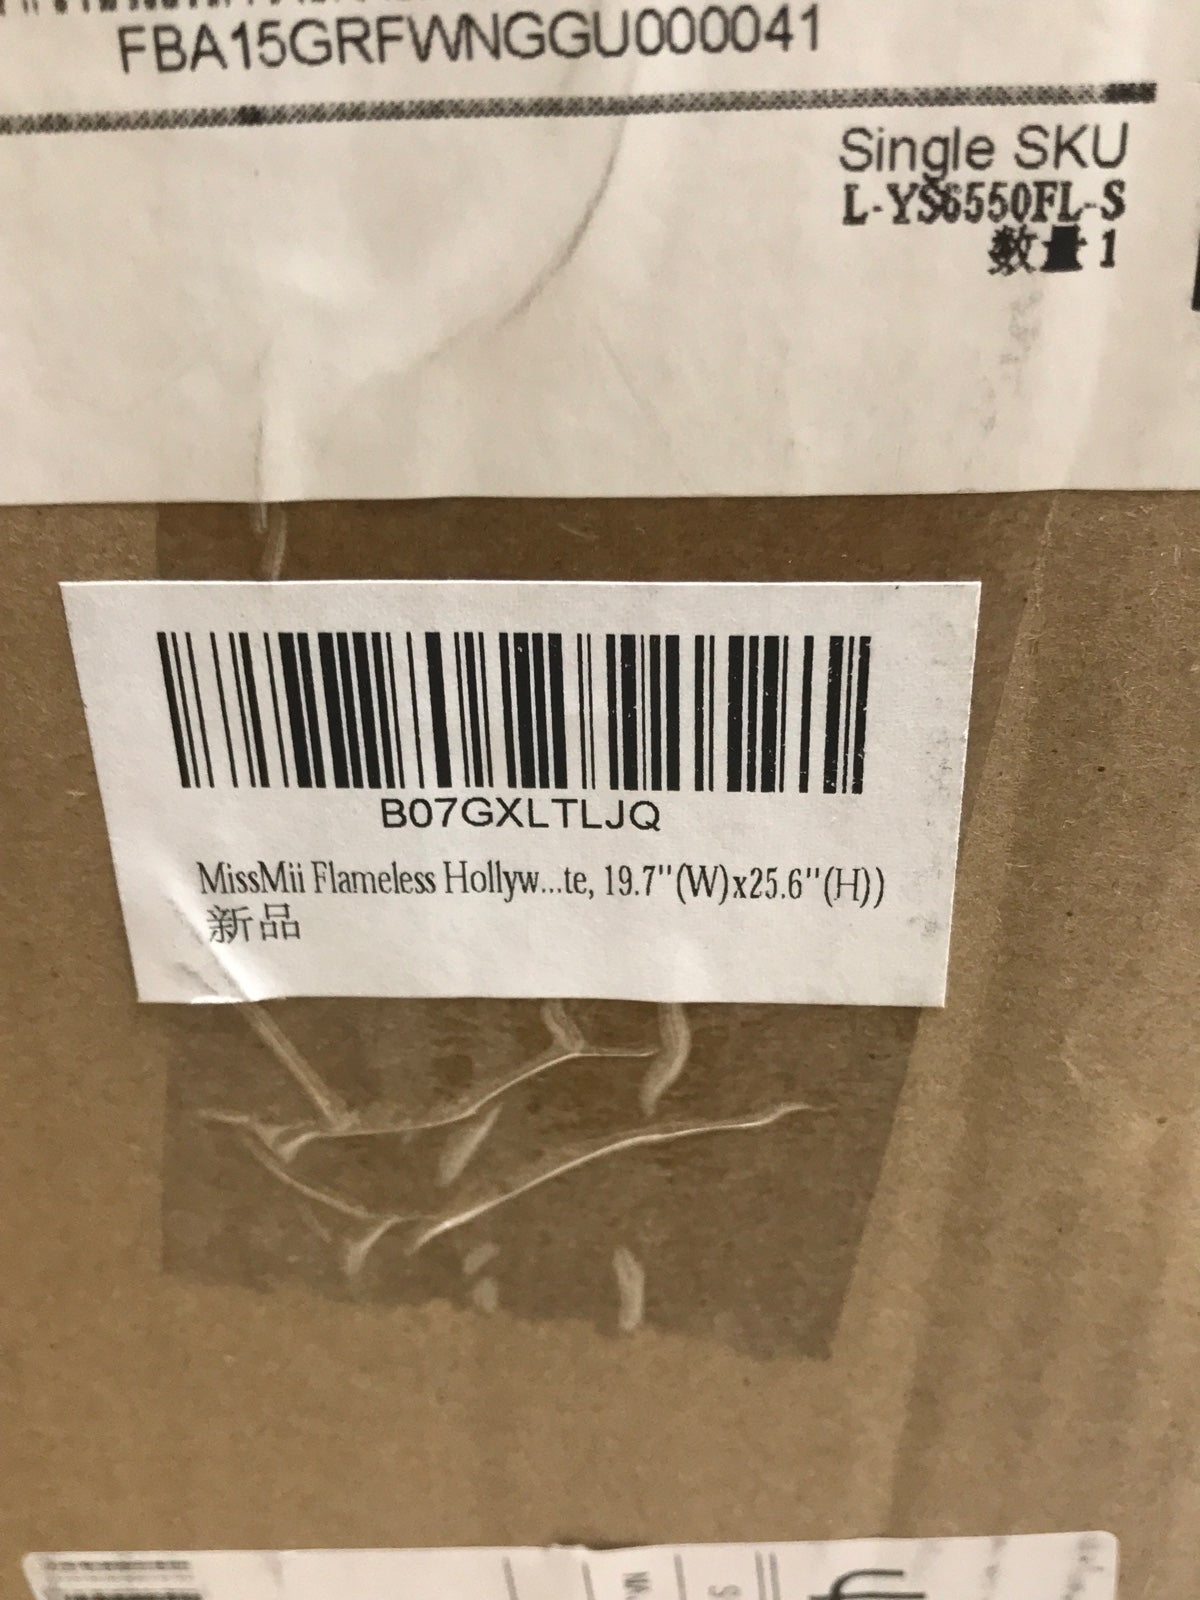 FBA15GRFWNGGU000041
Single SKU
L-YS6550FL-S
数量 1
B07GXLTLJQ
MissMii Flameless Hollyw...te, 19.7"(W)x25.6"(H))
新品